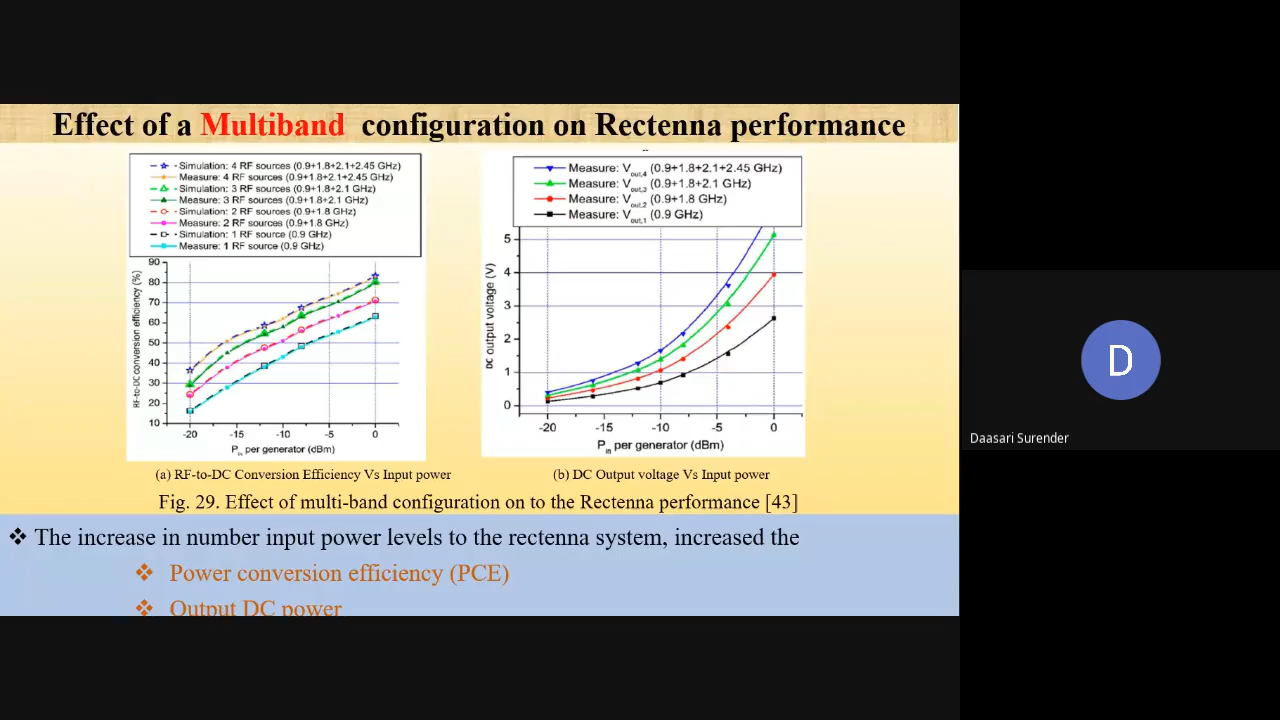 Effect of a Multiband configuration on Rectenna performance
Simulation: 4 RF sources (0.9+1.8+2.1+2.45 GHz)
Measure: 4 RF sources (0.9+1.8+2.1+2.45 GHz)
Simulation: 3 RF sources (0.9+1.8+2.1 GHz)
Measure: 3 RF sources (0.9+1.8+2.1 GHz)
Simulation: 2 RF sources (0.9+1.8 GHz)
Measure: 2 RF sources (0.9+1.8 GHz)
Simulation: 1 RF source (0.9 GHz)
Measure: 1 RF source (0.9 GHz)
RF-to-DC conversion efficiency (%)
90
80
70
60
50
40
30
20
10
-20 -15 -10 -5 0
Pin per generator (dBm)
Measure: Vout,4 (0.9+1.8+2.1+2.45 GHz)
Measure: Vout,3 (0.9+1.8+2.1 GHz)
Measure: Vout,2 (0.9+1.8 GHz)
Measure: Vout,1 (0.9 GHz)
DC output voltage (V)
5
4
3
2
1
0
-20 -15 -10 -5 0
Pin per generator (dBm)
(a) RF-to-DC Conversion Efficiency Vs Input power
(b) DC Output voltage Vs Input power
Fig. 29. Effect of multi-band configuration on to the Rectenna performance [43]
❖ The increase in number input power levels to the rectenna system, increased the
❖ Power conversion efficiency (PCE)
❖ Output DC power
D
Daasari Surender